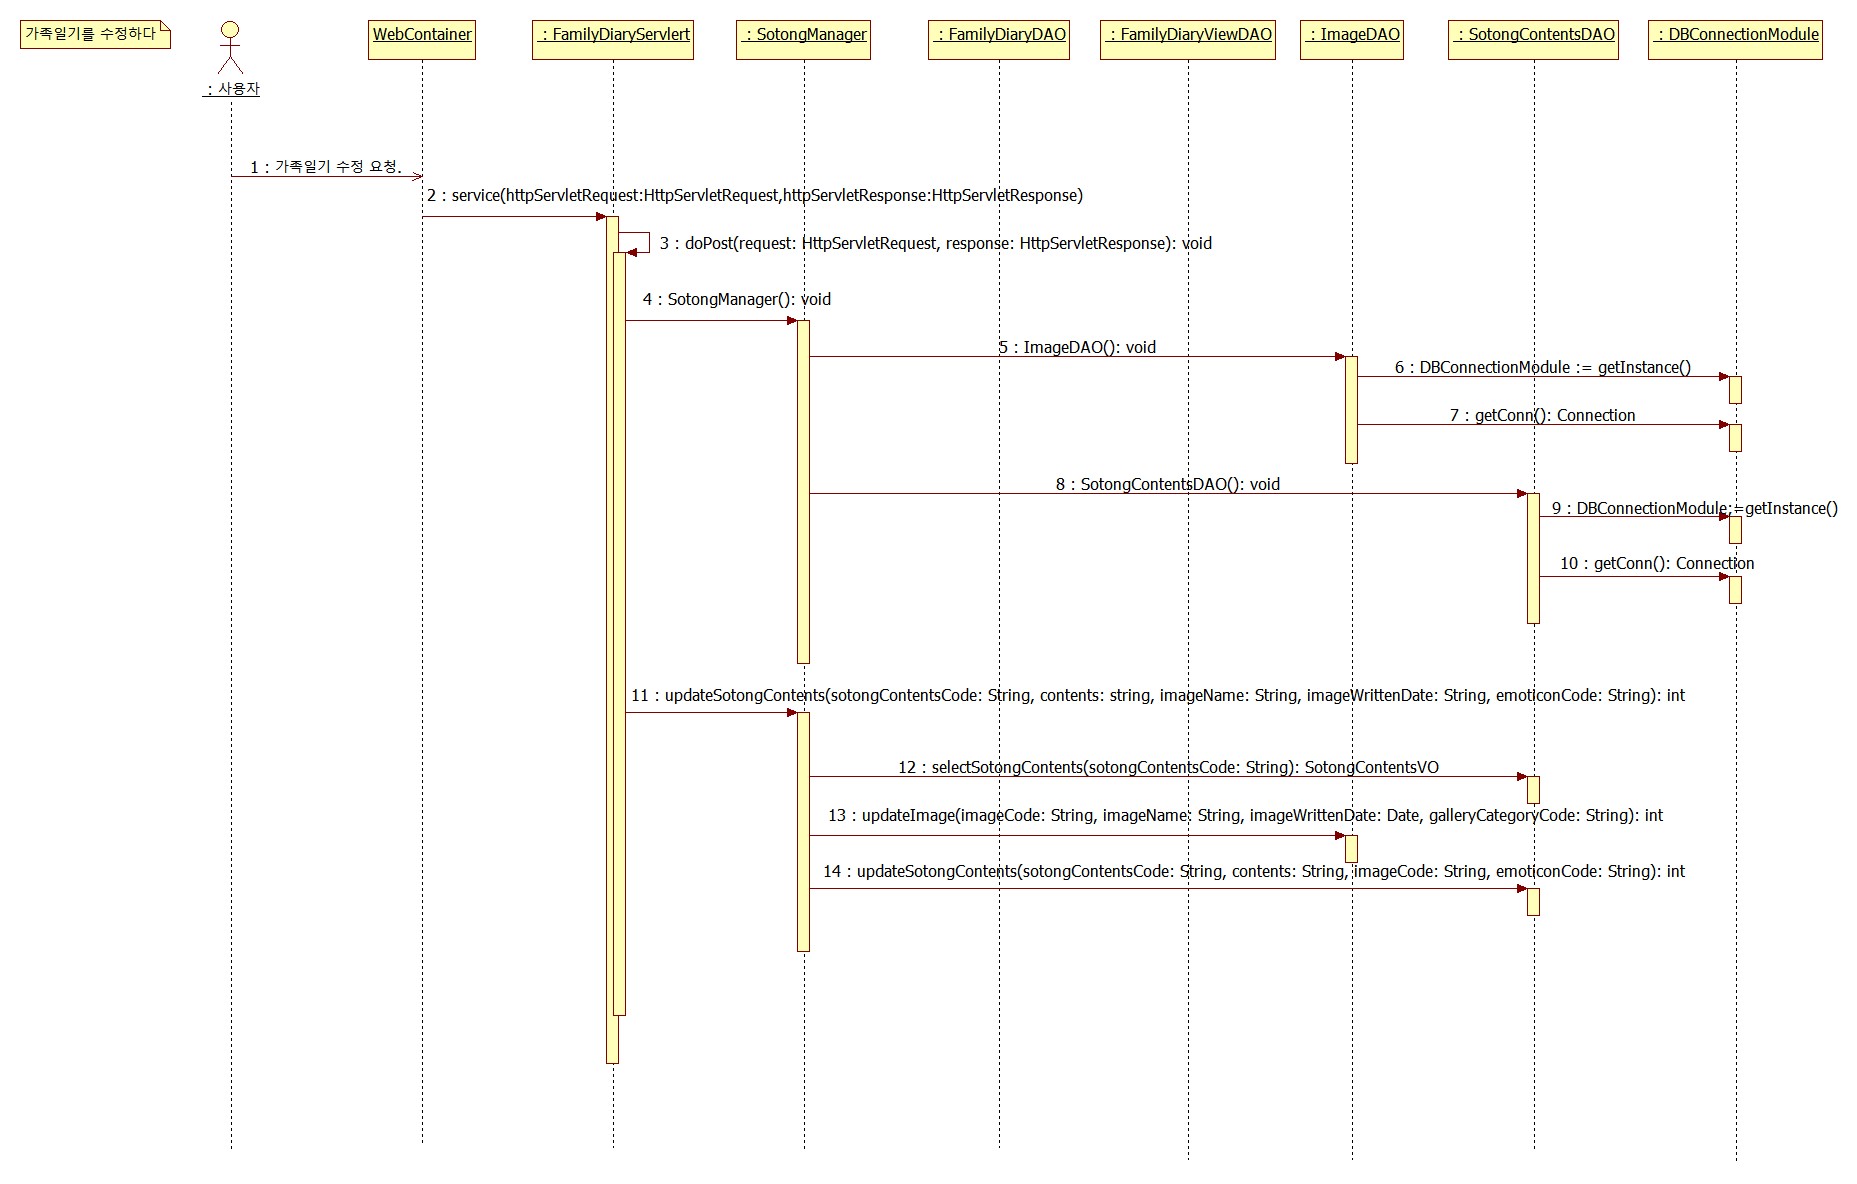 가족일기를 수정하다
: 사용자
WebContainer
: FamilyDiaryServlert
: SotongManager
: FamilyDiaryDAO
: FamilyDiaryViewDAO
: ImageDAO
: SotongContentsDAO
: DBConnectionModule
1 : 가족일기 수정 요청.
2 : service(httpServletRequest:HttpServletRequest,httpServletResponse:HttpServletResponse)
3 : doPost(request: HttpServletRequest, response: HttpServletResponse): void
4 : SotongManager(): void
5 : ImageDAO(): void
6 : DBConnectionModule := getInstance()
7 : getConn(): Connection
8 : SotongContentsDAO(): void
9 : DBConnectionModule:=getInstance()
10 : getConn(): Connection
11 : updateSotongContents(sotongContentsCode: String, contents: string, imageName: String, imageWrittenDate: String, emoticonCode: String): int
12 : selectSotongContents(sotongContentsCode: String): SotongContentsVO
13 : updateImage(imageCode: String, imageName: String, imageWrittenDate: Date, galleryCategoryCode: String): int
14 : updateSotongContents(sotongContentsCode: String, contents: String, imageCode: String, emoticonCode: String): int